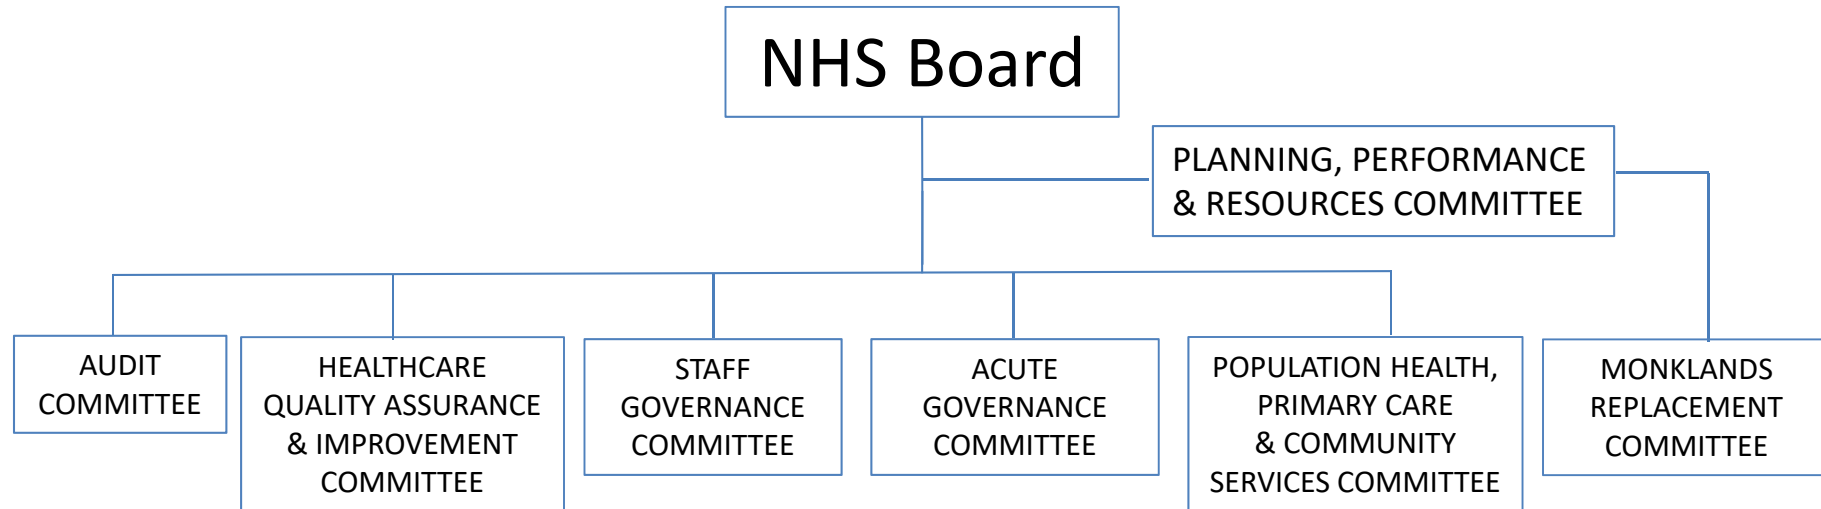 NHS Board
PLANNING, PERFORMANCE
& RESOURCES COMMITTEE
AUDIT
COMMITTEE
HEALTHCARE
QUALITY ASSURANCE
& IMPROVEMENT
COMMITTEE
STAFF
GOVERNANCE
COMMITTEE
ACUTE
GOVERNANCE
COMMITTEE
POPULATION HEALTH,
PRIMARY CARE
& COMMUNITY
SERVICES COMMITTEE
MONKLANDS
REPLACEMENT
COMMITTEE